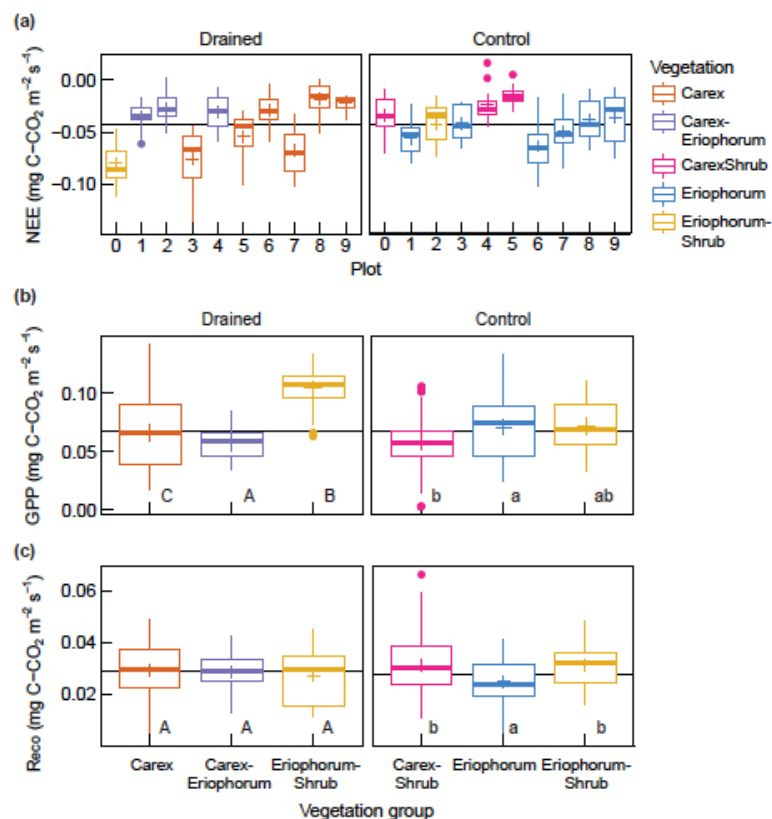 (a)
Drained
Control
NEE (mg C–CO₂ m⁻² s⁻¹)
0.00
−0.05
−0.10
0 1 2 3 4 5 6 7 8 9
0 1 2 3 4 5 6 7 8 9
Plot
Vegetation
Carex
Carex-
Eriophorum
CarexShrub
Eriophorum
Eriophorum-
Shrub
(b)
Drained
Control
GPP (mg C–CO₂ m⁻² s⁻¹)
0.10
0.05
0.00
C A B
b a ab
(c)
Reco (mg C–CO₂ m⁻² s⁻¹)
0.06
0.04
0.02
A A A
b a b
Carex
Carex-
Eriophorum
Eriophorum-
Shrub
Carex-
Shrub
Eriophorum
Eriophorum-
Shrub
Vegetation group